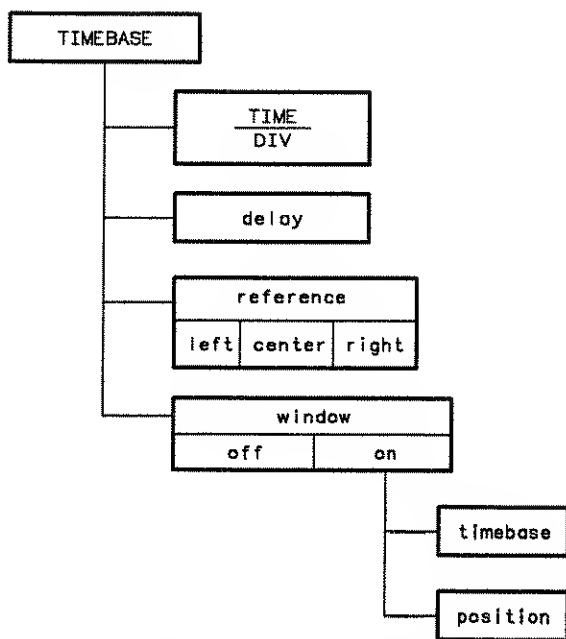 TIMEBASE
TIME
DIV
delay
reference
left center right
window
off on
timebase
position